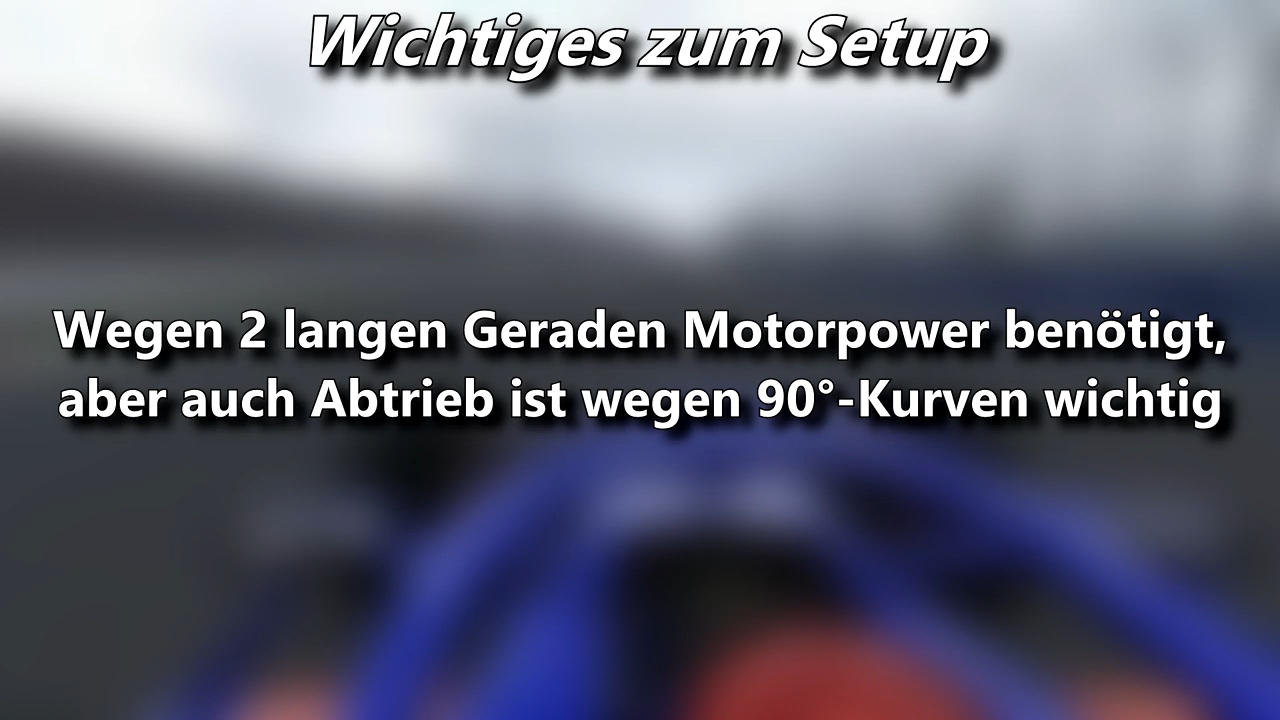 Wichtiges zum Setup
Wegen 2 langen Geraden Motorpower benötigt,
aber auch Abtrieb ist wegen 90°-Kurven wichtig